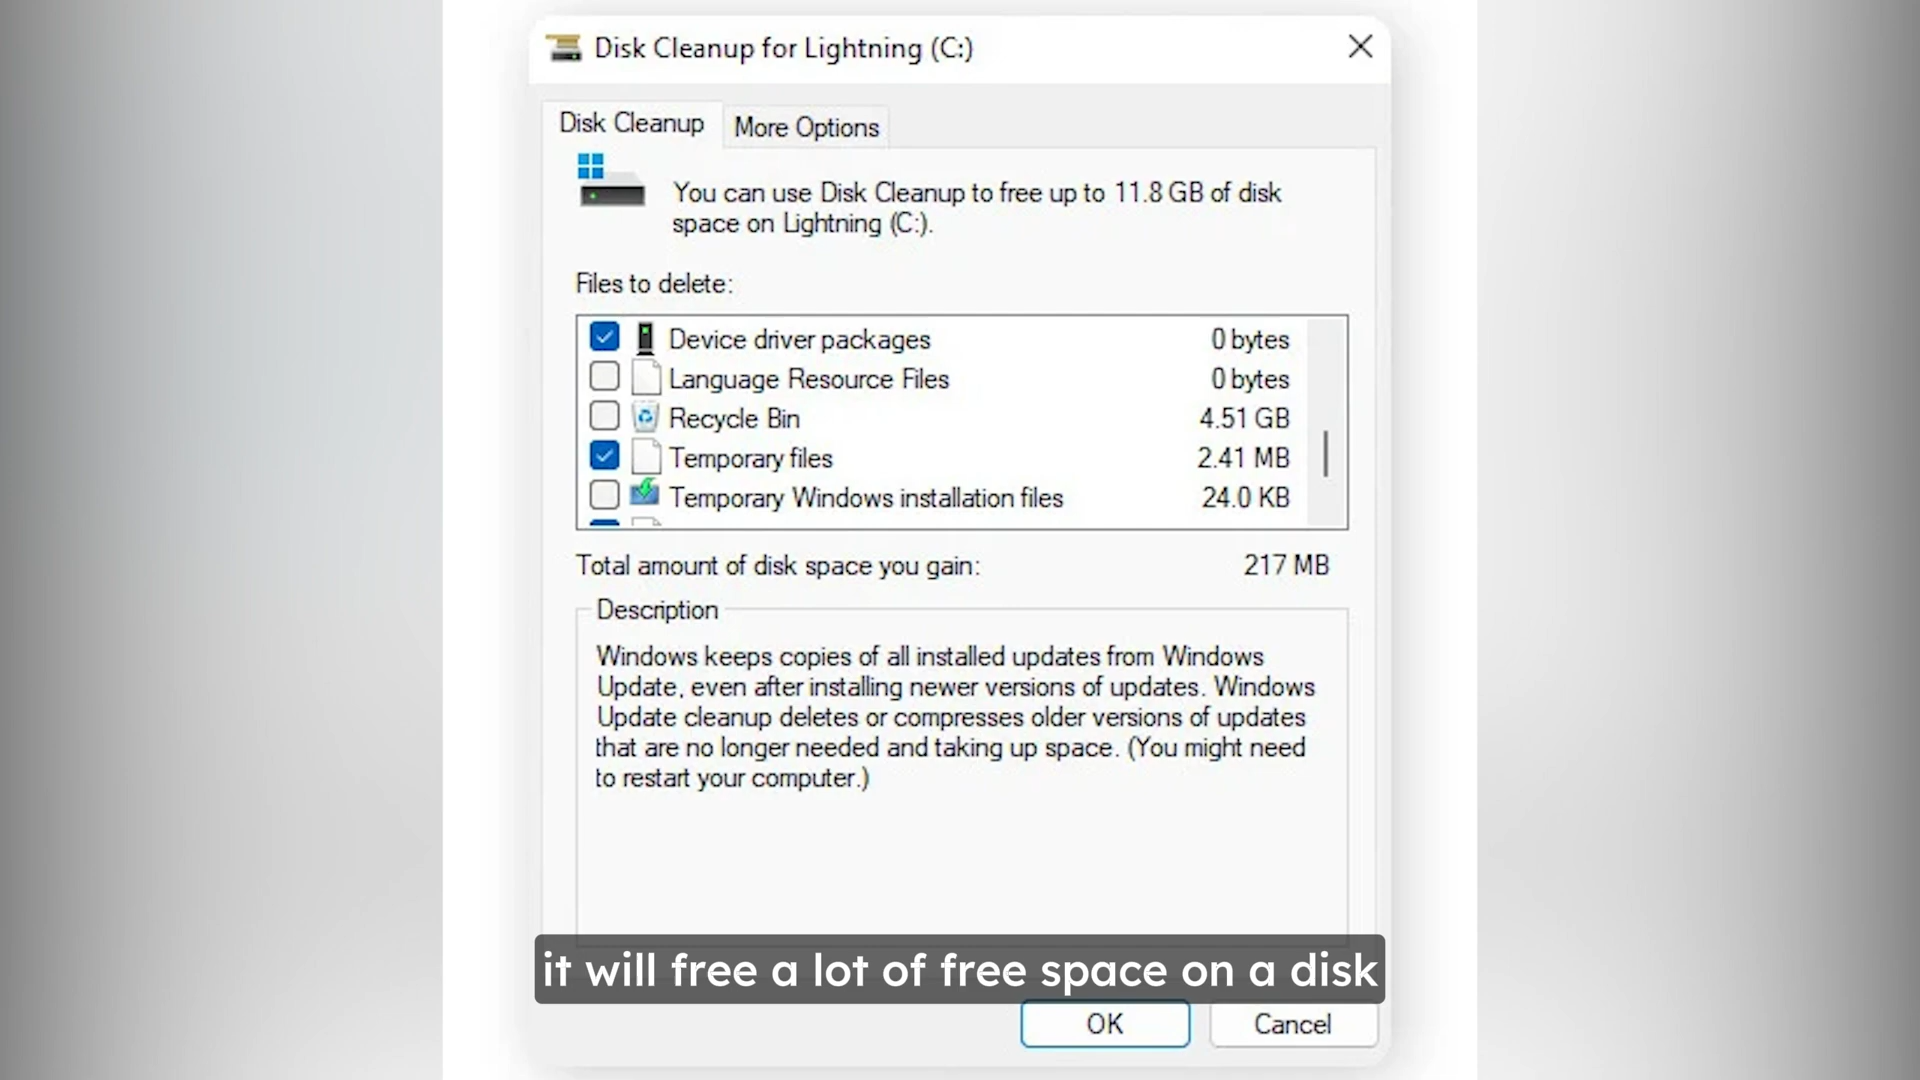 Disk Cleanup for Lightning (C:)
Disk Cleanup
More Options
You can use Disk Cleanup to free up to 11.8 GB of disk
space on Lightning (C:).
Files to delete:
Device driver packages 0 bytes
Language Resource Files 0 bytes
Recycle Bin 4.51 GB
Temporary files 2.41 MB
Temporary Windows installation files 24.0 KB
Total amount of disk space you gain: 217 MB
Description
Windows keeps copies of all installed updates from Windows
Update, even after installing newer versions of updates. Windows
Update cleanup deletes or compresses older versions of updates
that are no longer needed and taking up space. (You might need
to restart your computer.)
it will free a lot of free space on a disk
OK
Cancel